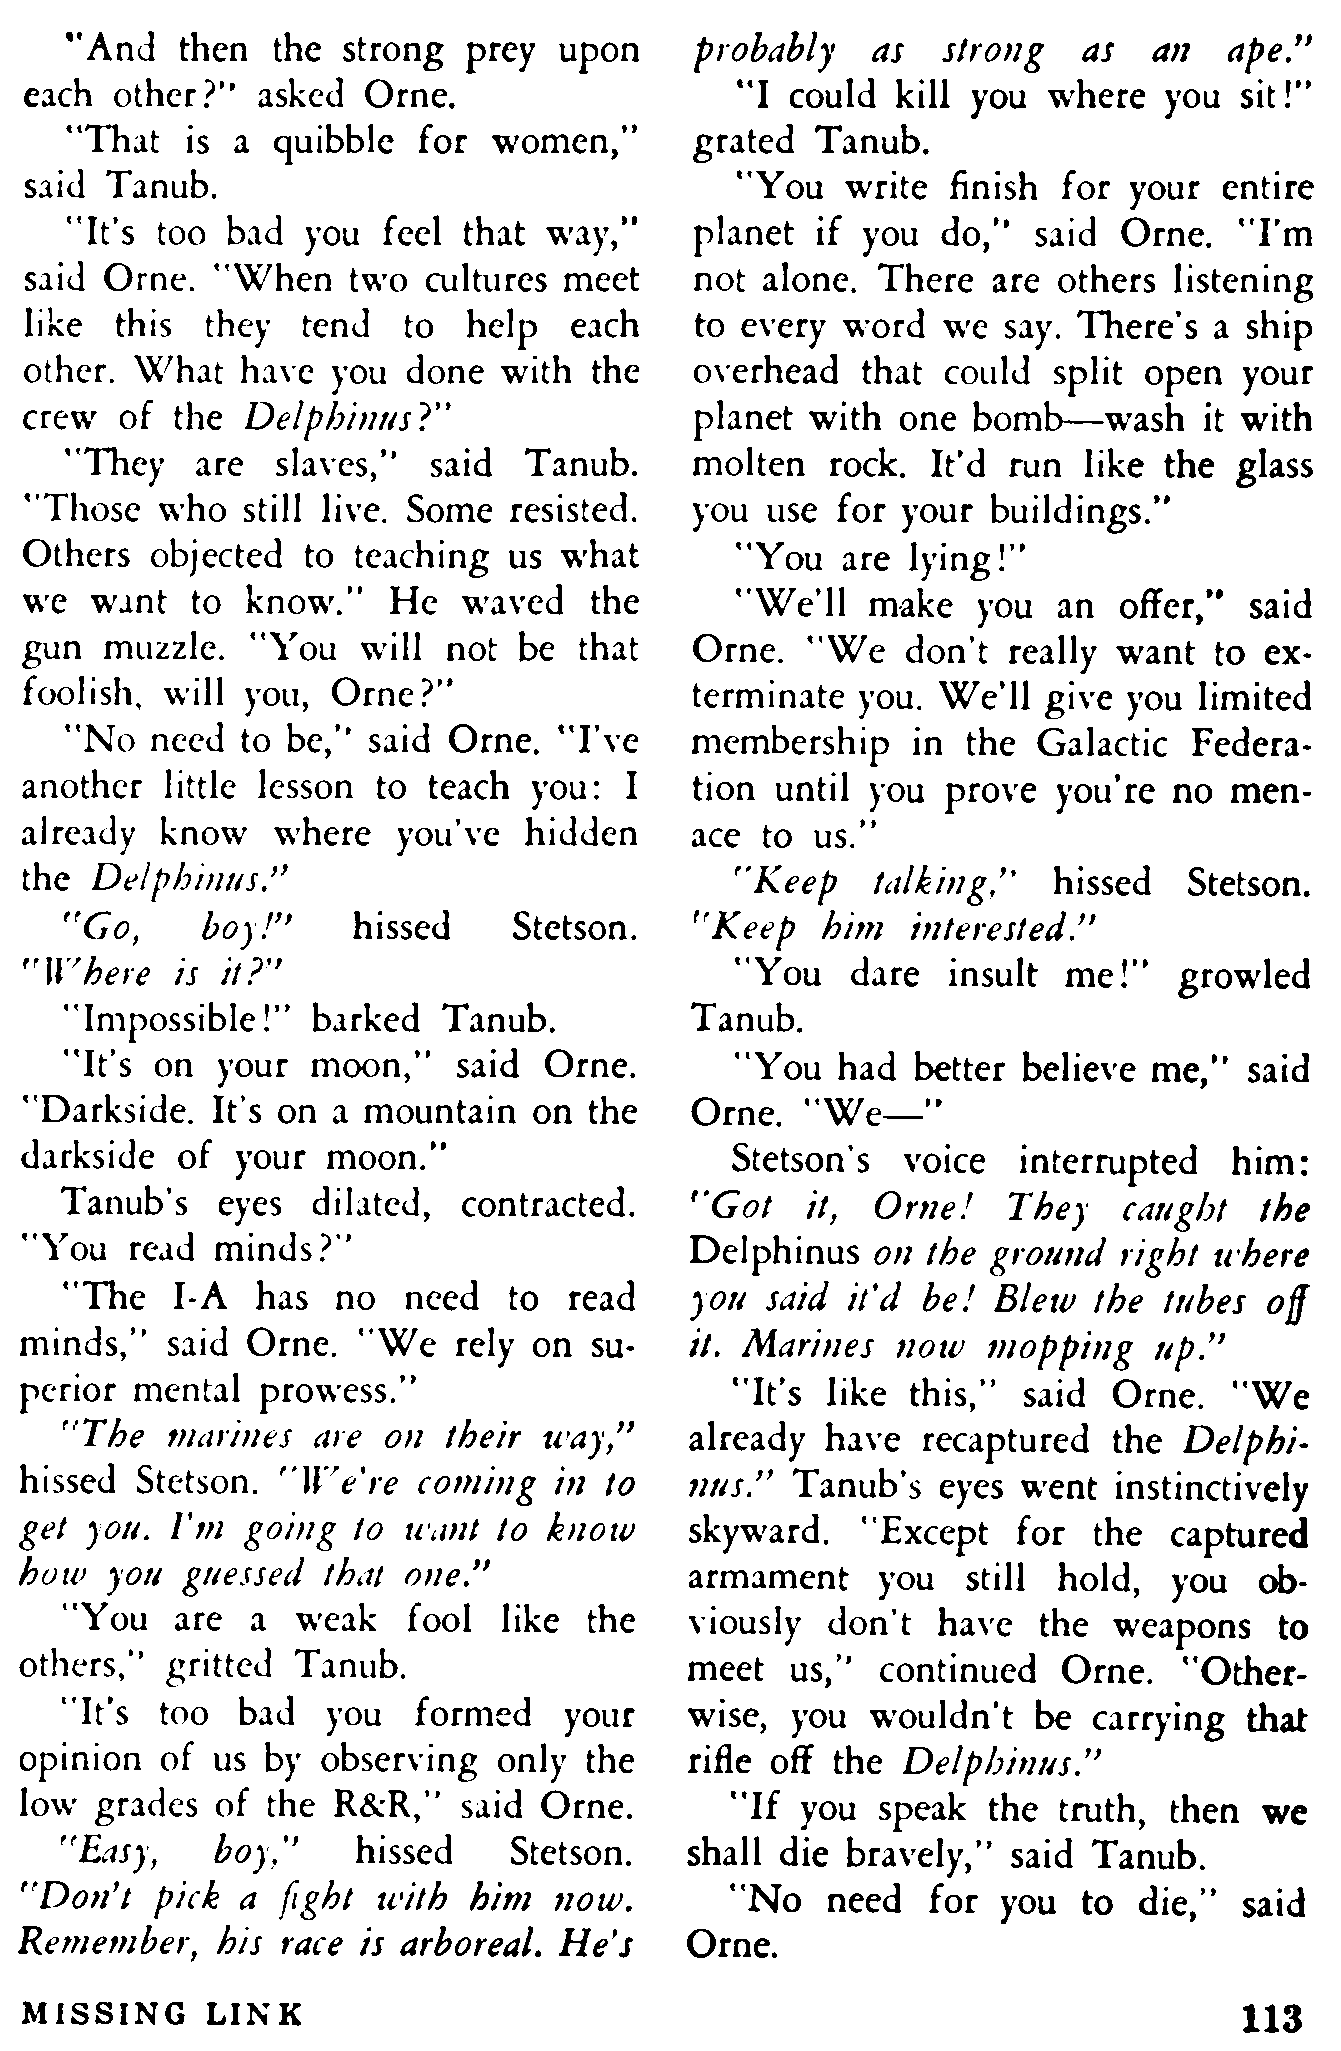 "And then the strong prey upon
each other?" asked Orne.
"That is a quibble for women,"
said Tanub.
"It's too bad you feel that way,"
said Orne. "When two cultures meet
like this they tend to help each
other. What have you done with the
crew of the Delphinus?"
"They are slaves," said Tanub.
"Those who still live. Some resisted.
Others objected to teaching us what
we want to know." He waved the
gun muzzle. "You will not be that
foolish, will you, Orne?"
"No need to be," said Orne. "I've
another little lesson to teach you: I
already know where you've hidden
the Delphinus."
"Go, boy!" hissed Stetson.
"Where is it?"
"Impossible!" barked Tanub.
"It's on your moon," said Orne.
"Darkside. It's on a mountain on the
darkside of your moon."
Tanub's eyes dilated, contracted.
"You read minds?"
"The I-A has no need to read
minds," said Orne. "We rely on su-
perior mental prowess."
"The marines are on their way,"
hissed Stetson. "We're coming in to
get you. I'm going to want to know
how you guessed that one."
"You are a weak fool like the
others," gritted Tanub.
"It's too bad you formed your
opinion of us by observing only the
low grades of the R&R," said Orne.
"Easy, boy," hissed Stetson.
"Don't pick a fight with him now.
Remember, his race is arboreal. He's
probably as strong as an ape."
"I could kill you where you sit!"
grated Tanub.
"You write finish for your entire
planet if you do," said Orne. "I'm
not alone. There are others listening
to every word we say. There's a ship
overhead that could split open your
planet with one bomb—wash it with
molten rock. It'd run like the glass
you use for your buildings."
"You are lying!"
"We'll make you an offer," said
Orne. "We don't really want to ex-
terminate you. We'll give you limited
membership in the Galactic Federa-
tion until you prove you're no men-
ace to us."
"Keep talking," hissed Stetson.
"Keep him interested."
"You dare insult me!" growled
Tanub.
"You had better believe me," said
Orne. "We—"
Stetson's voice interrupted him:
"Got it, Orne! They caught the
Delphinus on the ground right where
you said it'd be! Blew the tubes off
it. Marines now mopping up."
"It's like this," said Orne. "We
already have recaptured the Delphi-
nus." Tanub's eyes went instinctively
skyward. "Except for the captured
armament you still hold, you ob-
viously don't have the weapons to
meet us," continued Orne. "Other-
wise, you wouldn't be carrying that
rifle off the Delphinus."
"If you speak the truth, then we
shall die bravely," said Tanub.
"No need for you to die," said
Orne.
MISSING LINK
113